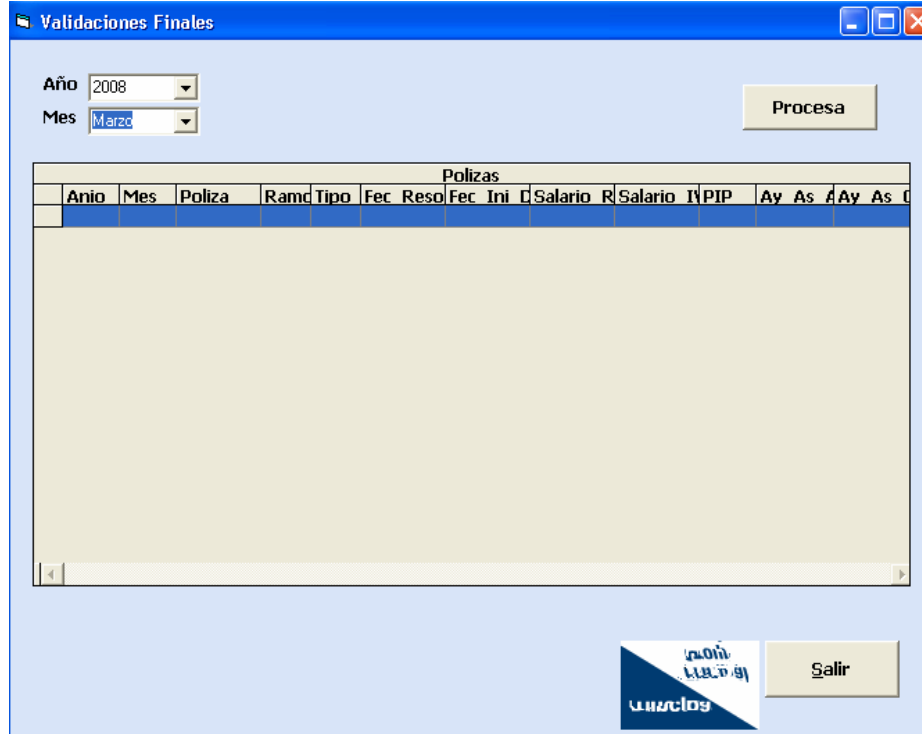 Validaciones Finales
Año 2008
Mes Marzo
Procesa
Polizas
Anio Mes Poliza Ramo Tipo Fec Reso Fec Ini D Salario R Salario IV PIP Ay As A Ay As C
Salir